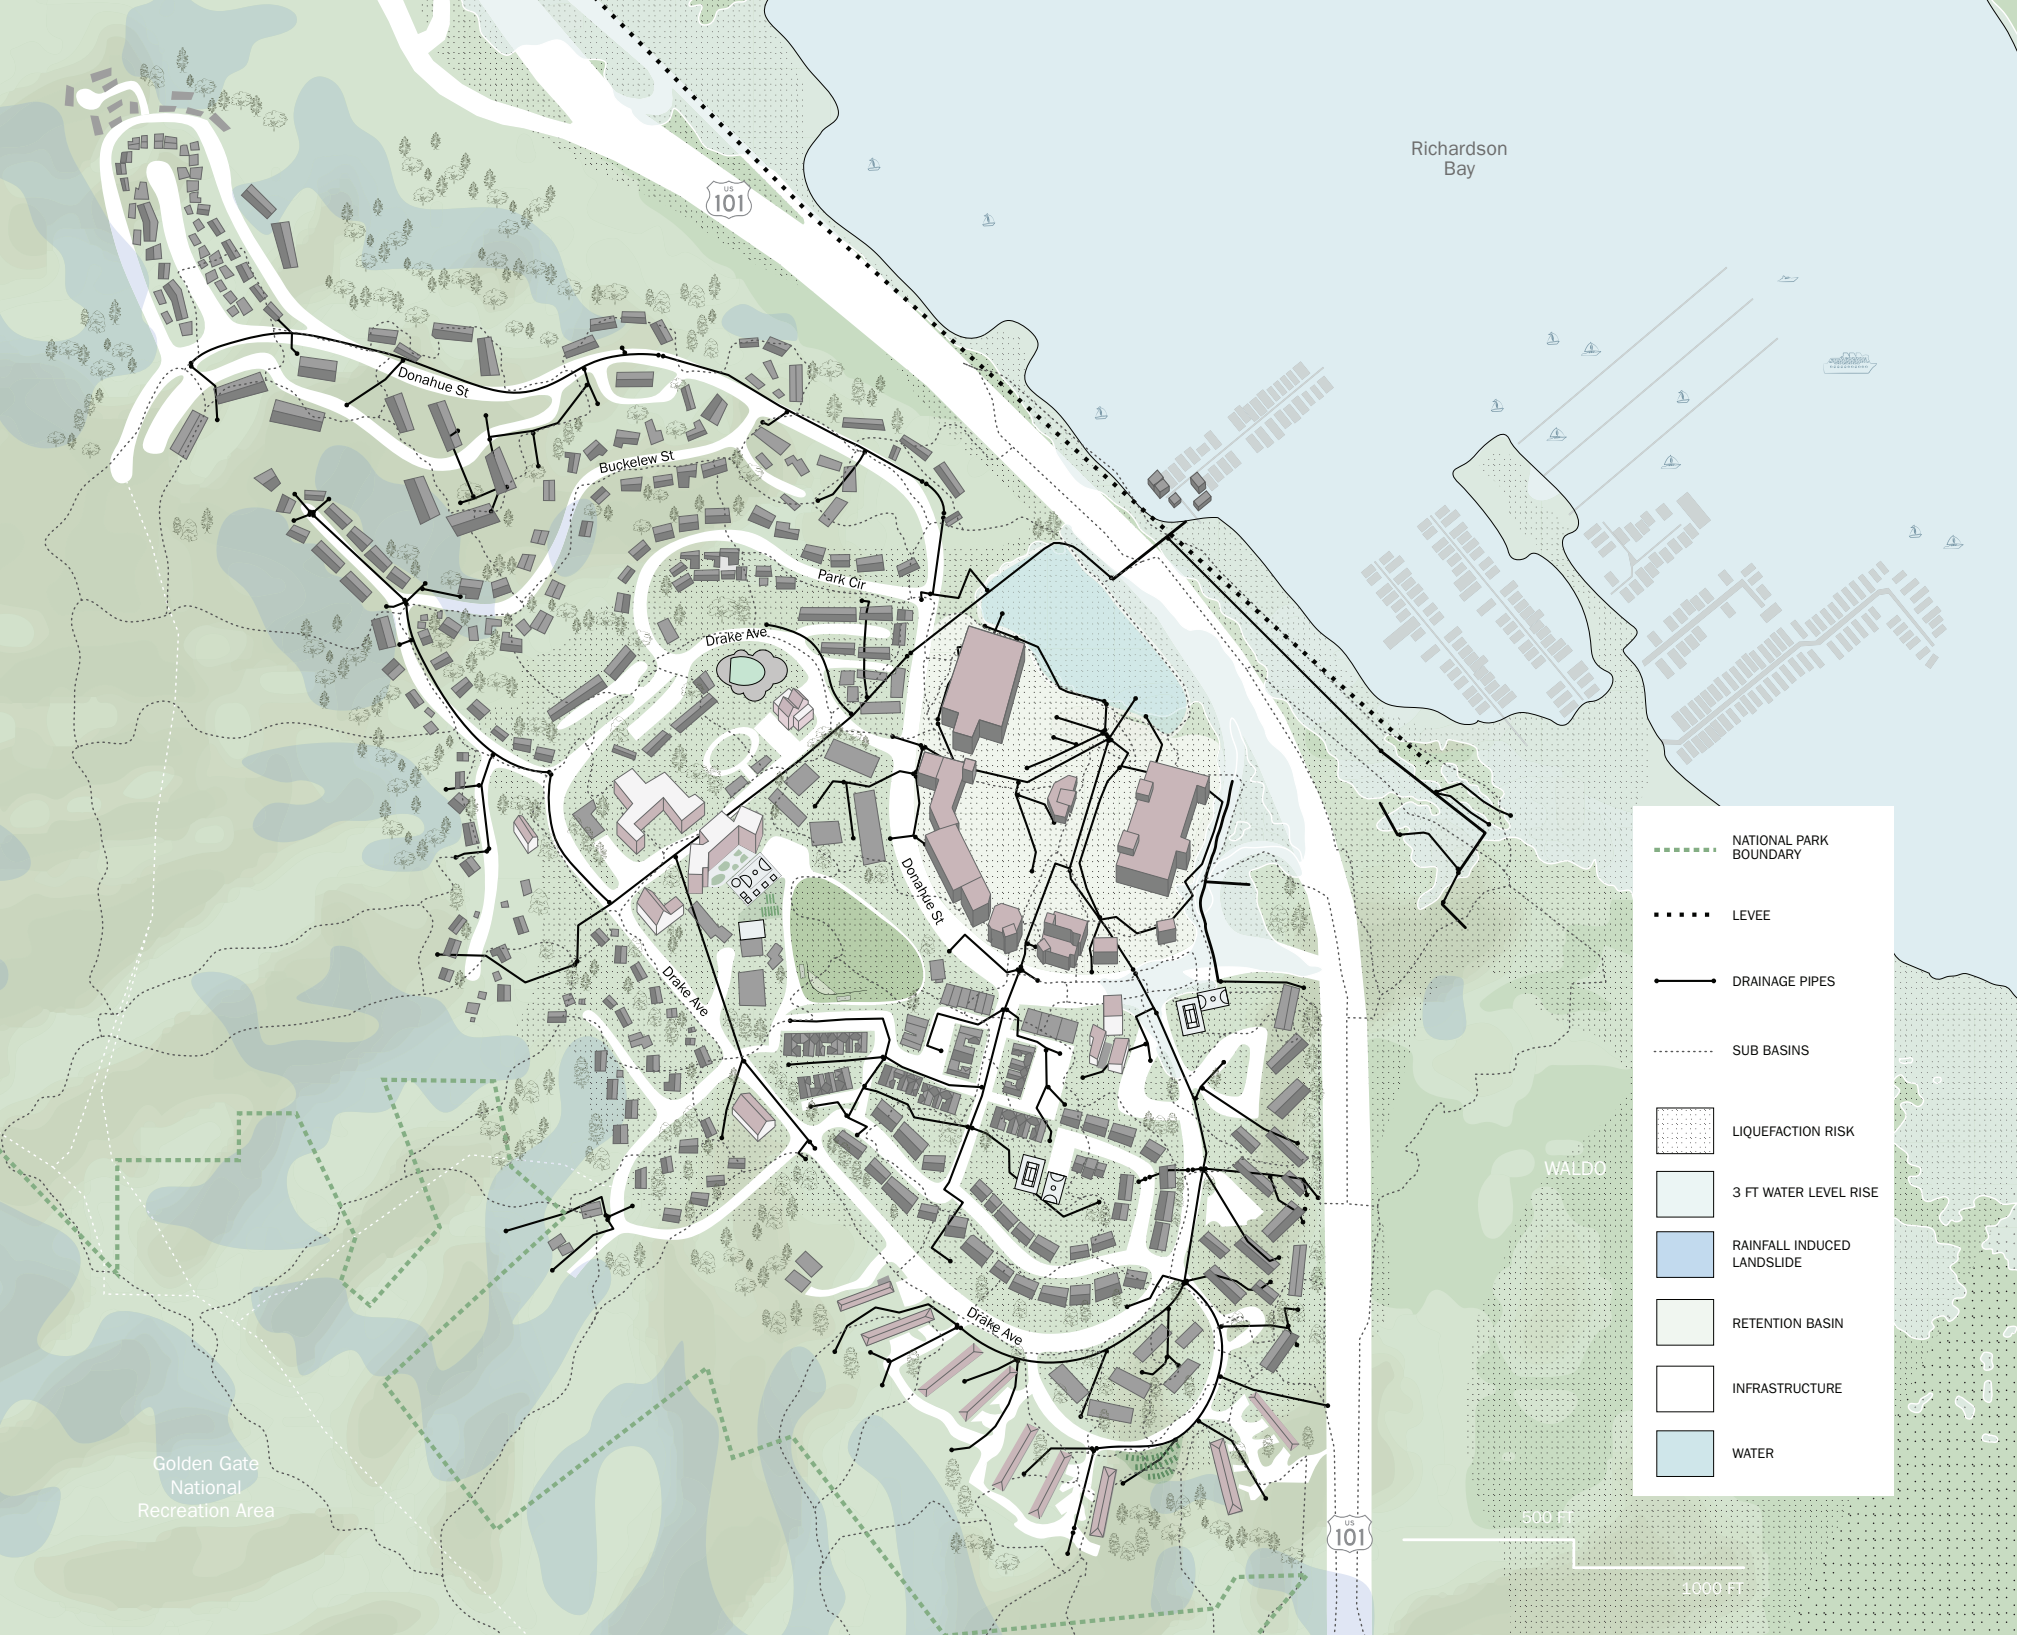 Richardson
Bay
US
101
Donahue St
Buckelew St
Park Cir
Drake Ave
Donahue St
Drake Ave
Drake Ave
NATIONAL PARK
BOUNDARY
LEVEE
DRAINAGE PIPES
SUB BASINS
LIQUEFACTION RISK
3 FT WATER LEVEL RISE
RAINFALL INDUCED
LANDSLIDE
RETENTION BASIN
INFRASTRUCTURE
WATER
WALDO
Golden Gate
National
Recreation Area
US
101
500 FT
1000 FT